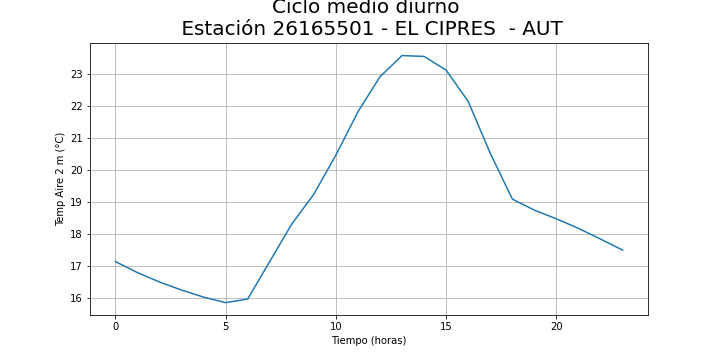 Ciclo medio diurno
Estación 26165501 - EL CIPRES - AUT
23
22
21
20
19
18
17
16
Temp Aire 2 m (°C)
0 5 10 15 20
Tiempo (horas)